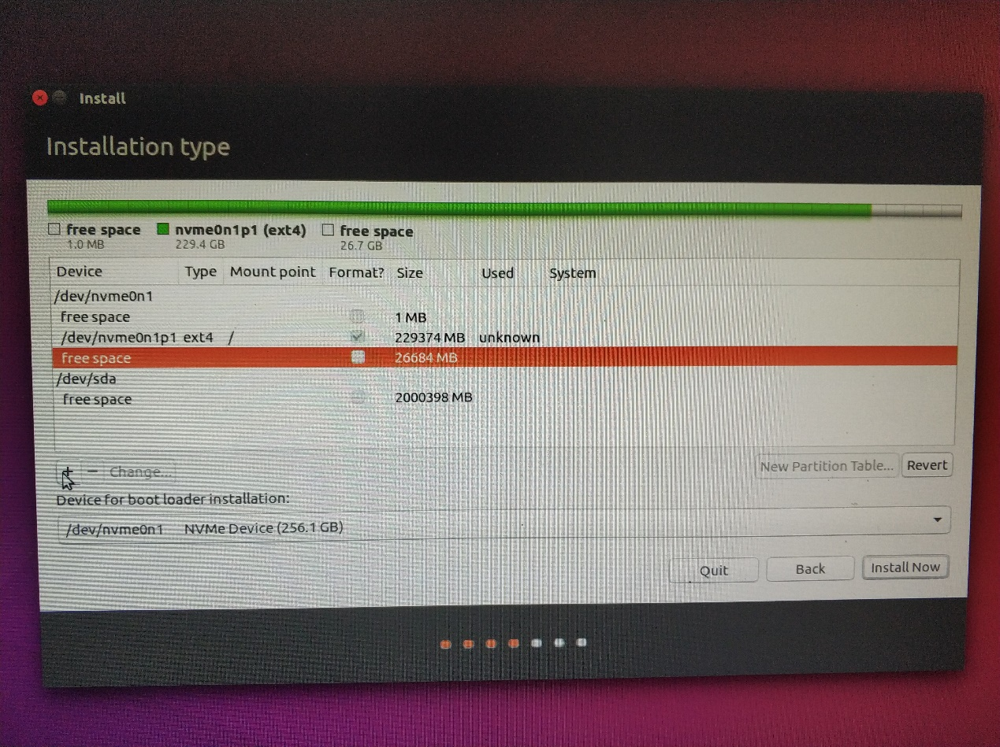 Install
Installation type
free space nvme0n1p1 (ext4) free space
1.0 MB 229.4 GB 26.7 GB
Device Type Mount point Format? Size Used System
/dev/nvme0n1
free space 1 MB
/dev/nvme0n1p1 ext4 / 229374 MB unknown
free space 26684 MB
/dev/sda
free space 2000398 MB
+ − Change... New Partition Table... Revert
Device for boot loader installation:
/dev/nvme0n1 NVMe Device (256.1 GB)
Quit Back Install Now